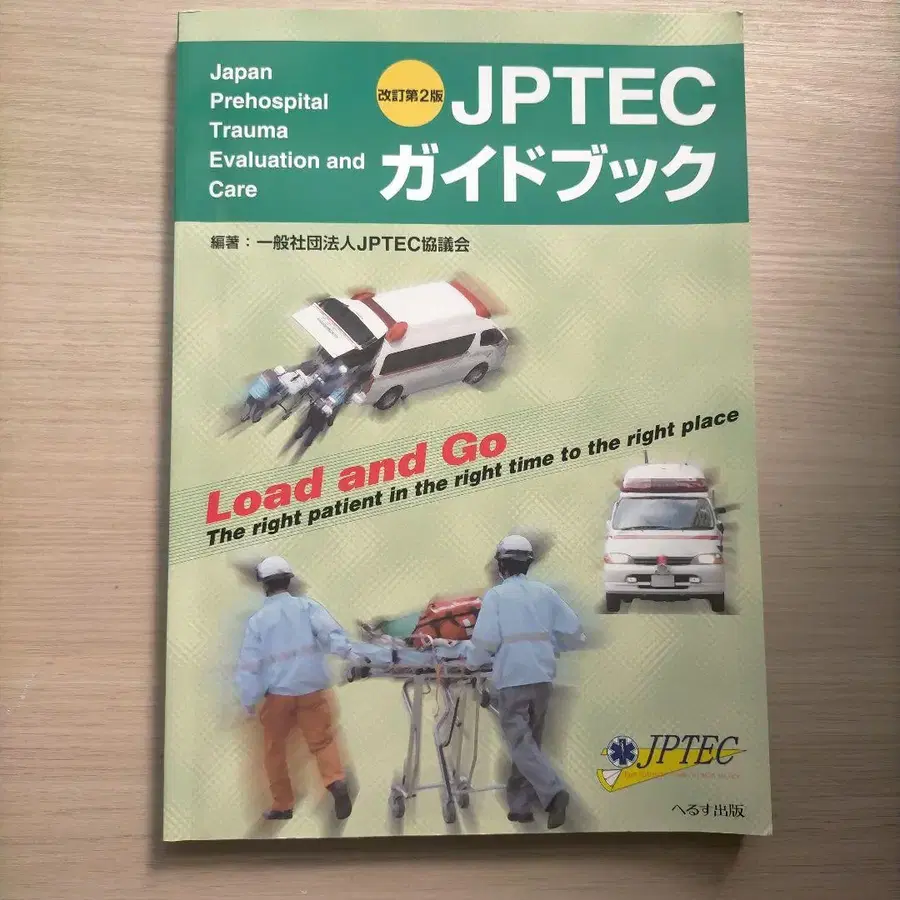 Japan
Prehospital
Trauma
Evaluation and
Care
改訂第2版
JPTEC
ガイドブック
編著：一般社団法人JPTEC協議会
Load and Go
The right patient in the right time to the right place
JPTEC
へるす出版